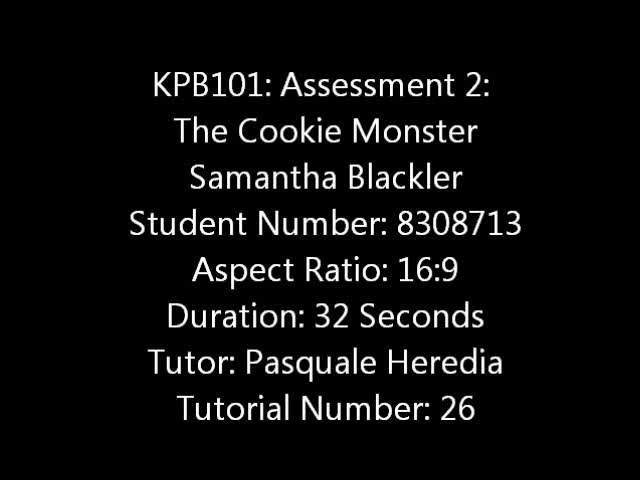 KPB101: Assessment 2:
The Cookie Monster
Samantha Blackler
Student Number: 8308713
Aspect Ratio: 16:9
Duration: 32 Seconds
Tutor: Pasquale Heredia
Tutorial Number: 26